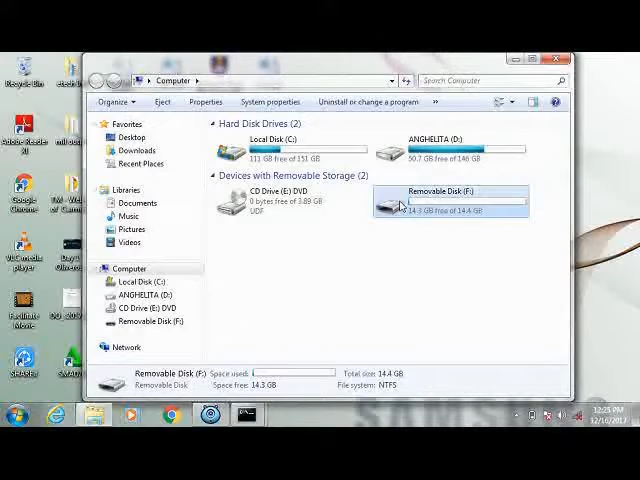 Computer
Search Computer
Organize
Eject
Properties
System properties
Uninstall or change a program
»
Favorites
Desktop
Downloads
Recent Places
Libraries
Documents
Music
Pictures
Videos
Computer
Local Disk (C:)
ANGHELITA (D:)
CD Drive (E:) DVD
Removable Disk (F:)
Network
Hard Disk Drives (2)
Local Disk (C:)
111 GB free of 151 GB
ANGHELITA (D:)
50.7 GB free of 146 GB
Devices with Removable Storage (2)
CD Drive (E:) DVD
0 bytes free of 3.89 GB
UDF
Removable Disk (F:)
14.3 GB free of 14.4 GB
Removable Disk (F:)
Space used:
Total size: 14.4 GB
Removable Disk
Space free: 14.3 GB
File system: NTFS
Recycle Bin
Adobe Reader
XI
Google
Chrome
VLC media
player
Day 1
Facilitate
Movie
SHAREit
SAMSU
12:25 PM
12/16/2017